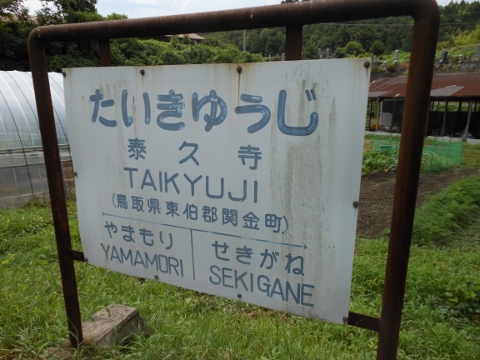 たいきゅうじ
泰久寺
TAIKYUJI
(鳥取県東伯郡関金町)
やまもり せきがね
YAMAMORI SEKIGANE